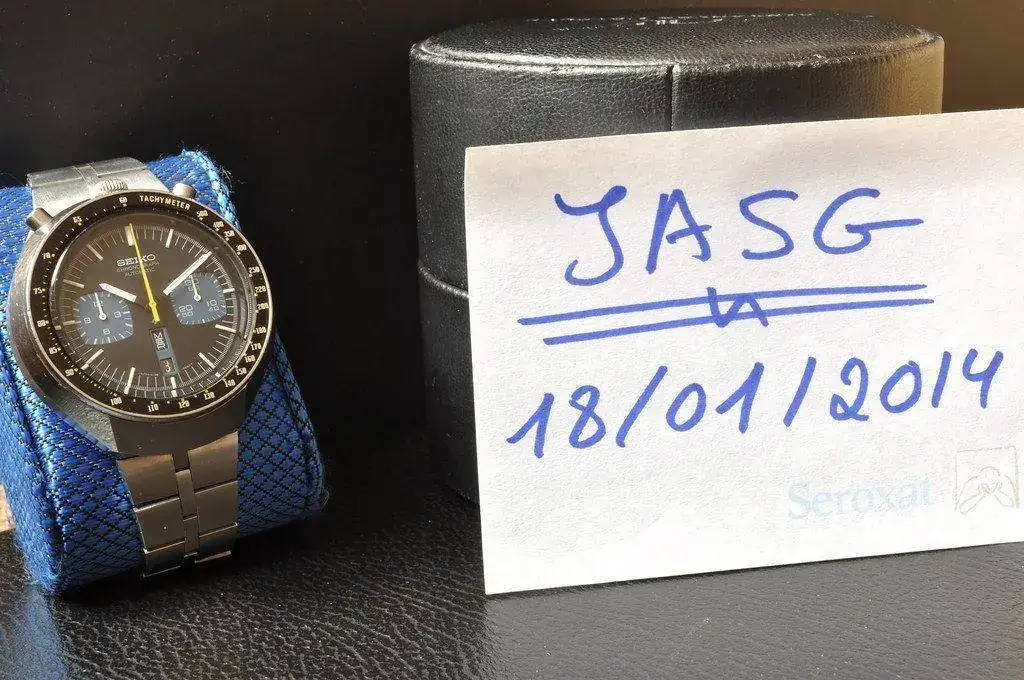 TACHYMETER
SEIKO
CHRONOGRAPH
AUTOMATIC
JASG
18/01/2014
Seroxat